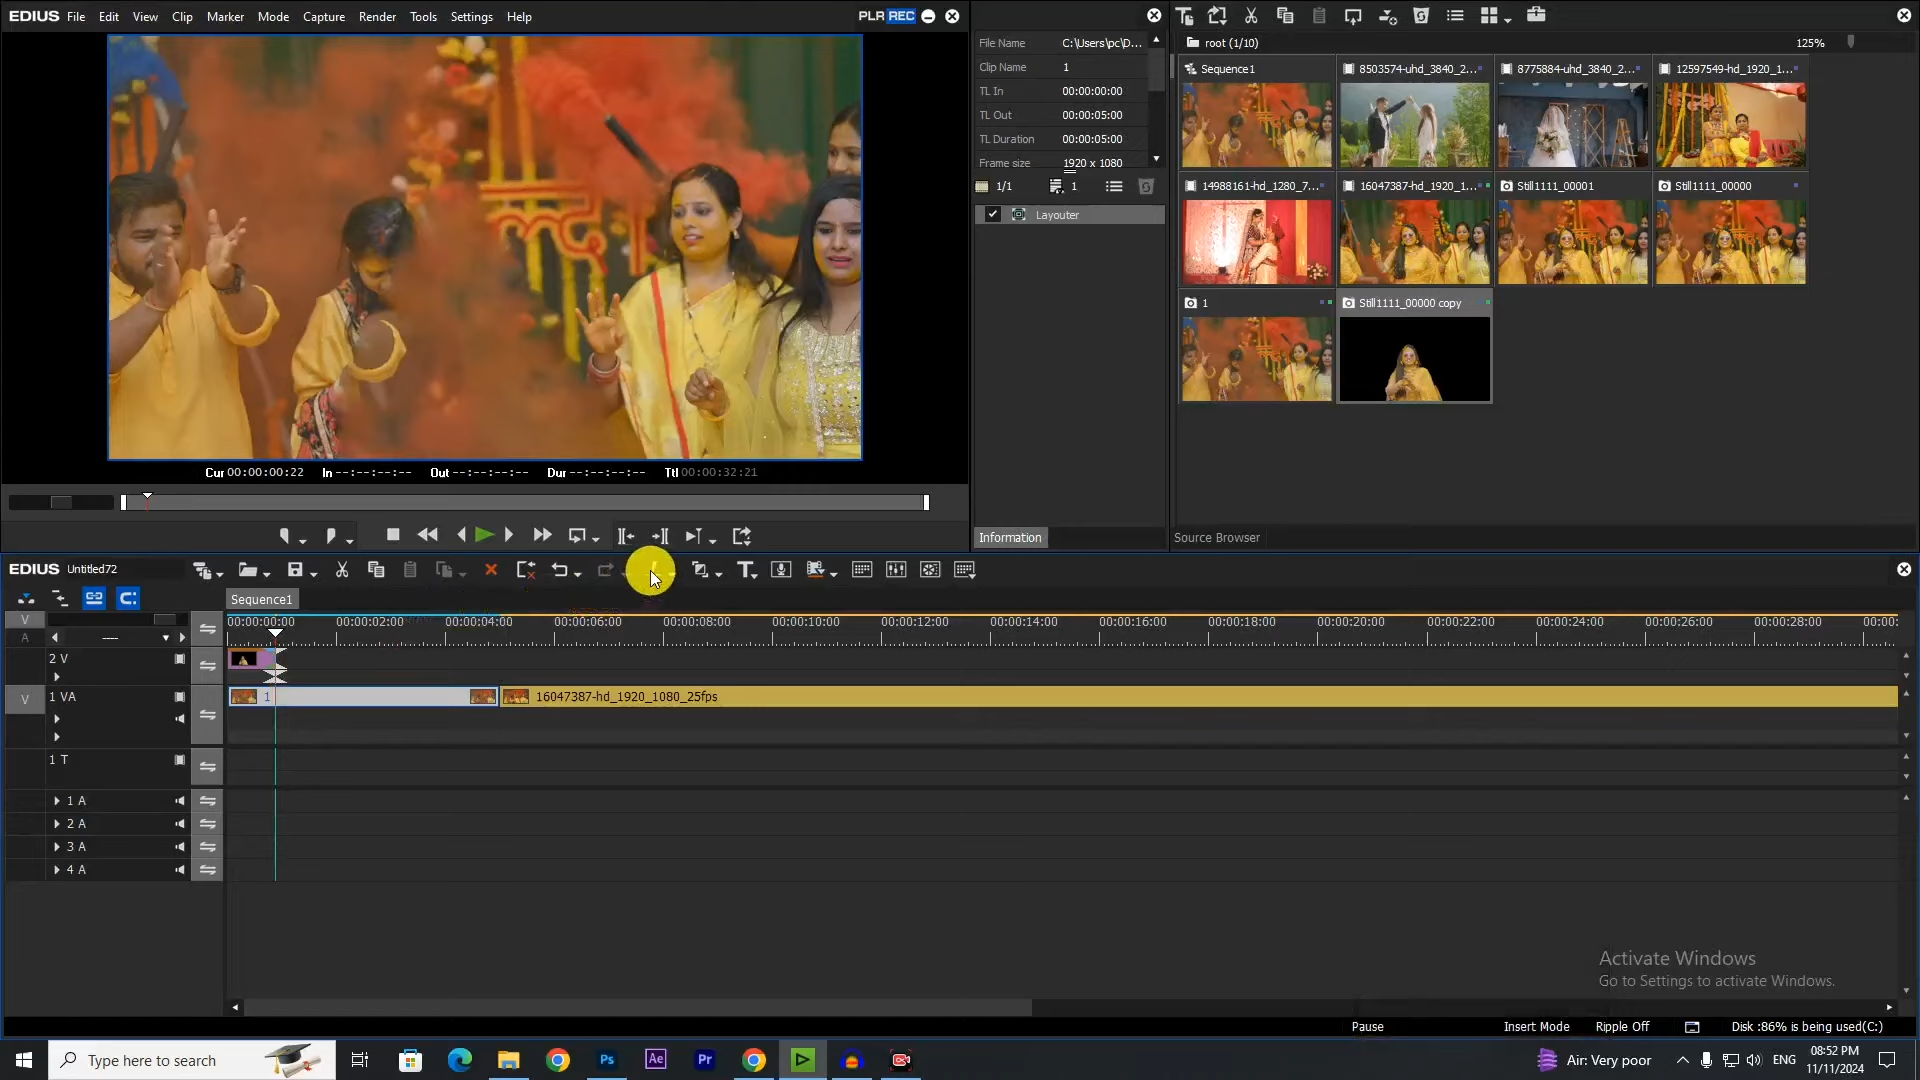 EDIUS File Edit View Clip Marker Mode Capture Render Tools Settings Help
PLR REC
Cur 00:00:00:22 In --:--:--:-- Out --:--:--:-- Dur --:--:--:-- Ttl 00:00:32:21
File Name C:\Users\pc\D...
Clip Name 1
TL In 00:00:00:00
TL Out 00:00:05:00
TL Duration 00:00:05:00
Frame size 1920 x 1080
1/1 1
Layouter
Information
root (1/10)
125%
Sequence1
8503574-uhd_3840_2...
8775884-uhd_3840_2...
12597549-hd_1920_1...
14988161-hd_1280_7...
16047387-hd_1920_1...
Still1111_00001
Still1111_00000
1
Still1111_00000 copy
Source Browser
EDIUS Untitled72
Sequence1
V
A
----
00:00:00:00 00:00:02:00 00:00:04:00 00:00:06:00 00:00:08:00 00:00:10:00 00:00:12:00 00:00:14:00 00:00:16:00 00:00:18:00 00:00:20:00 00:00:22:00 00:00:24:00 00:00:26:00 00:00:28:00 00:00:
2 V
V 1 VA
1 16047387-hd_1920_1080_25fps
1 T
1 A
2 A
3 A
4 A
Activate Windows
Go to Settings to activate Windows.
Pause Insert Mode Ripple Off Disk :86% is being used(C:)
Type here to search
Ps Ae Pr
Air: Very poor
ENG
08:52 PM
11/11/2024